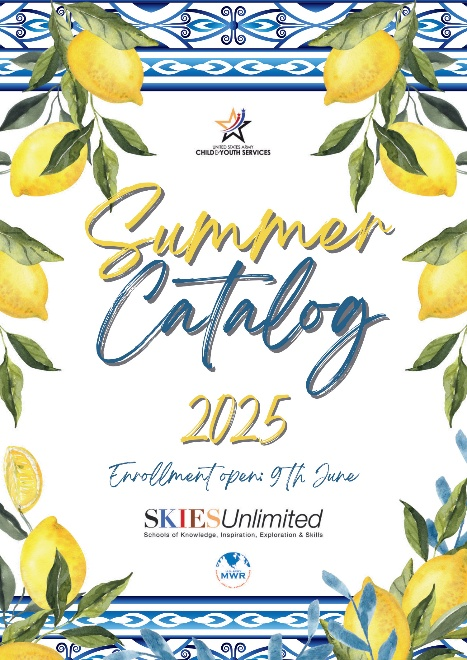 UNITED STATES ARMY
CHILD & YOUTH SERVICES
Summer
Catalog
2025
Enrollment open: 9th June
SKIESUnlimited
Schools of Knowledge, Inspiration, Exploration & Skills
MWR